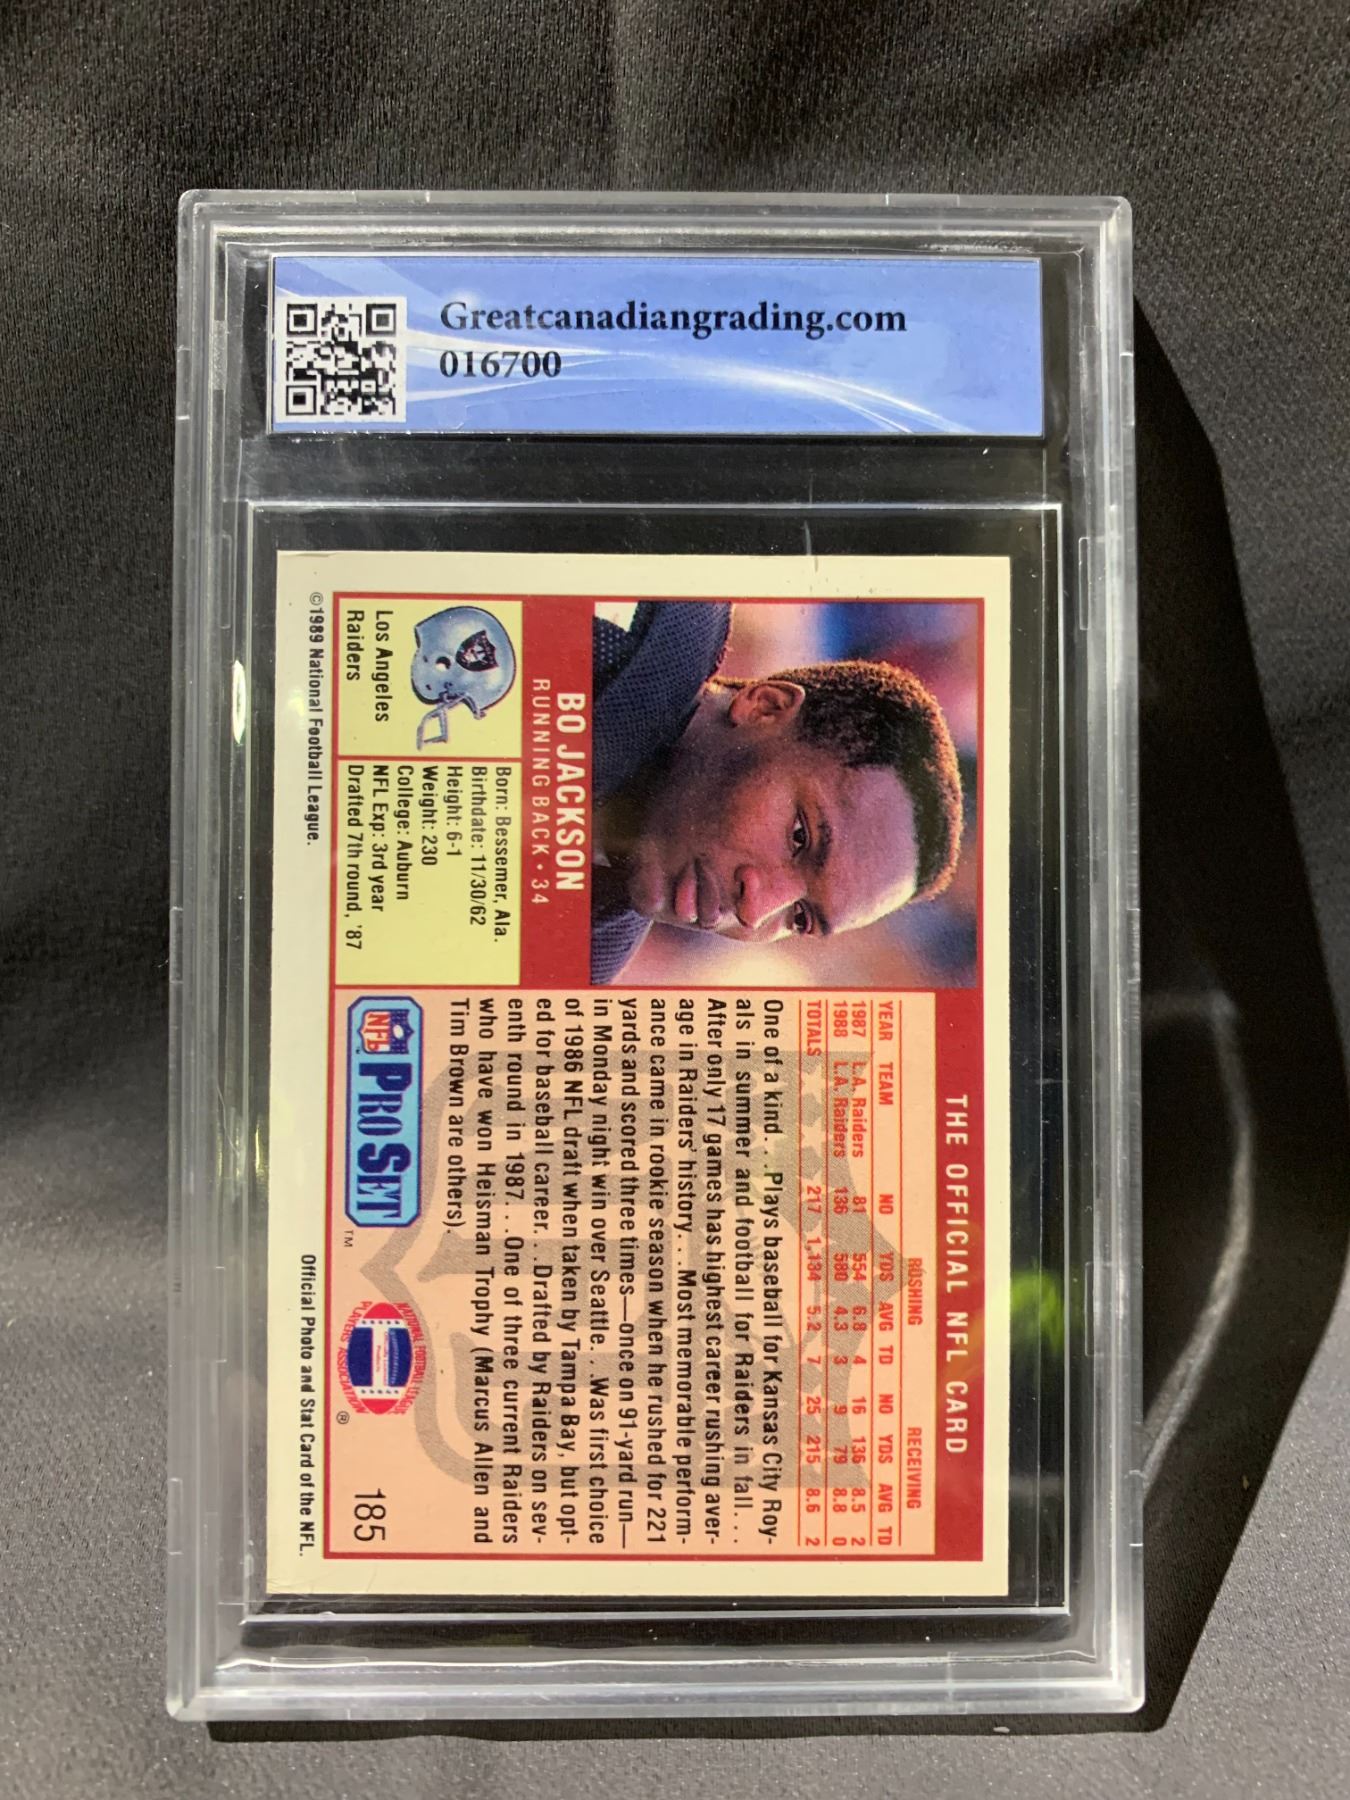 Greatcanadiangrading.com
016700
THE OFFICIAL NFL CARD
BO JACKSON
RUNNING BACK • 34
Los Angeles
Raiders
Born: Bessemer, Ala.
Birthdate: 11/30/62
Height: 6-1
Weight: 230
College: Auburn
NFL Exp: 3rd year
Drafted 7th round, '87
RUSHING RECEIVING
YEAR TEAM NO YDS AVG TD NO YDS AVG TD
1987 L.A. Raiders 81 554 6.8 4 16 136 8.5 2
1988 L.A. Raiders 136 580 4.3 3 9 79 8.8 0
TOTALS 217 1,134 5.2 7 25 215 8.6 2
One of a kind. . .Plays baseball for Kansas City Roy-
als in summer and football for Raiders in fall. . .
After only 17 games has highest career rushing aver-
age in Raiders' history. . .Most memorable perform-
ance came in rookie season when he rushed for 221
yards and scored three times—once on 91-yard run—
in Monday night win over Seattle. . .Was first choice
of 1986 NFL draft when taken by Tampa Bay, but opt-
ed for baseball career. . .Drafted by Raiders on sev-
enth round in 1987. . .One of three current Raiders
who have won Heisman Trophy (Marcus Allen and
Tim Brown are others).
NFL PRO SET ™
NATIONAL FOOTBALL LEAGUE
PLAYERS ASSOCIATION
®
185
©1989 National Football League.
Official Photo and Stat Card of the NFL.